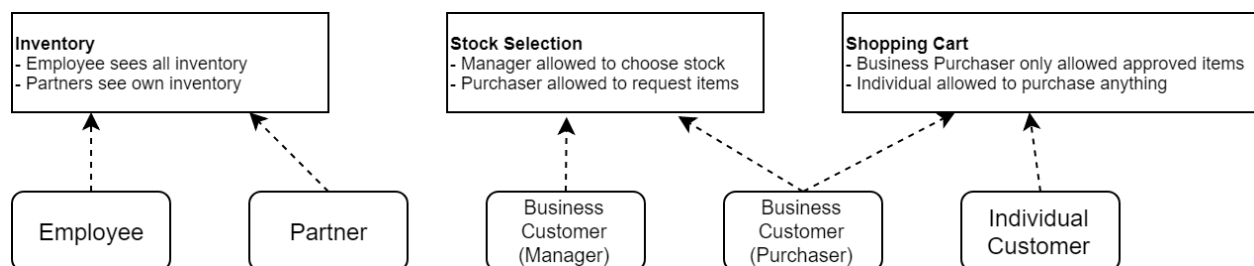 Inventory
- Employee sees all inventory
- Partners see own inventory
Stock Selection
- Manager allowed to choose stock
- Purchaser allowed to request items
Shopping Cart
- Business Purchaser only allowed approved items
- Individual allowed to purchase anything
Employee
Partner
Business
Customer
(Manager)
Business
Customer
(Purchaser)
Individual
Customer